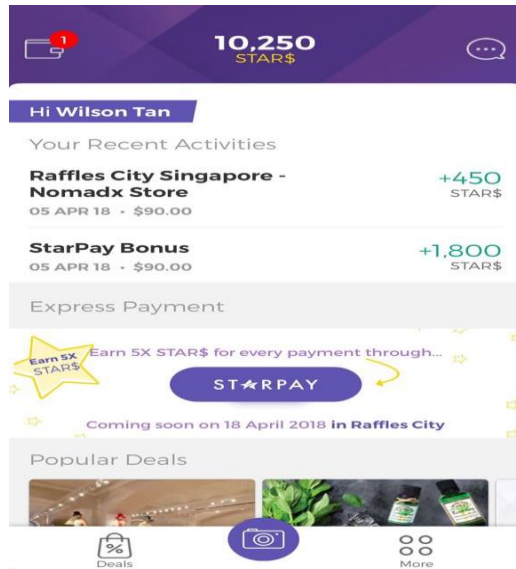 1
10,250
STAR$
Hi Wilson Tan
Your Recent Activities
Raffles City Singapore -
Nomadx Store
+450
STAR$
05 APR 18 • $90.00
StarPay Bonus
+1,800
STAR$
05 APR 18 • $90.00
Express Payment
Earn 5X
STAR$
Earn 5X STAR$ for every payment through...
STARPAY
Coming soon on 18 April 2018 in Raffles City
Popular Deals
%
Deals
More